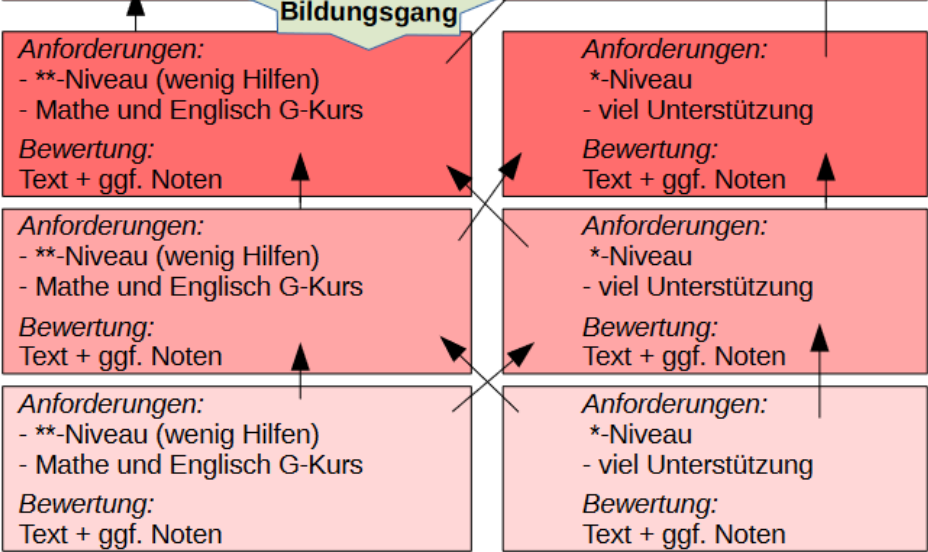 Bildungsgang
Anforderungen:
- **-Niveau (wenig Hilfen)
- Mathe und Englisch G-Kurs
Bewertung:
Text + ggf. Noten
Anforderungen:
*-Niveau
- viel Unterstützung
Bewertung:
Text + ggf. Noten
Anforderungen:
- **-Niveau (wenig Hilfen)
- Mathe und Englisch G-Kurs
Bewertung:
Text + ggf. Noten
Anforderungen:
*-Niveau
- viel Unterstützung
Bewertung:
Text + ggf. Noten
Anforderungen:
- **-Niveau (wenig Hilfen)
- Mathe und Englisch G-Kurs
Bewertung:
Text + ggf. Noten
Anforderungen:
*-Niveau
- viel Unterstützung
Bewertung:
Text + ggf. Noten